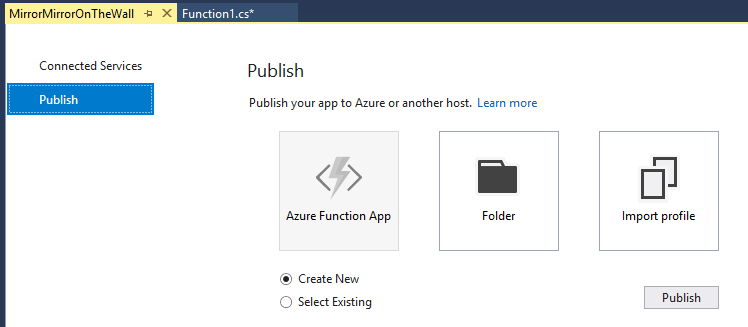 MirrorMirrorOnTheWall
Function1.cs*
Connected Services
Publish
Publish
Publish your app to Azure or another host. Learn more
Azure Function App
Folder
Import profile
Create New
Select Existing
Publish